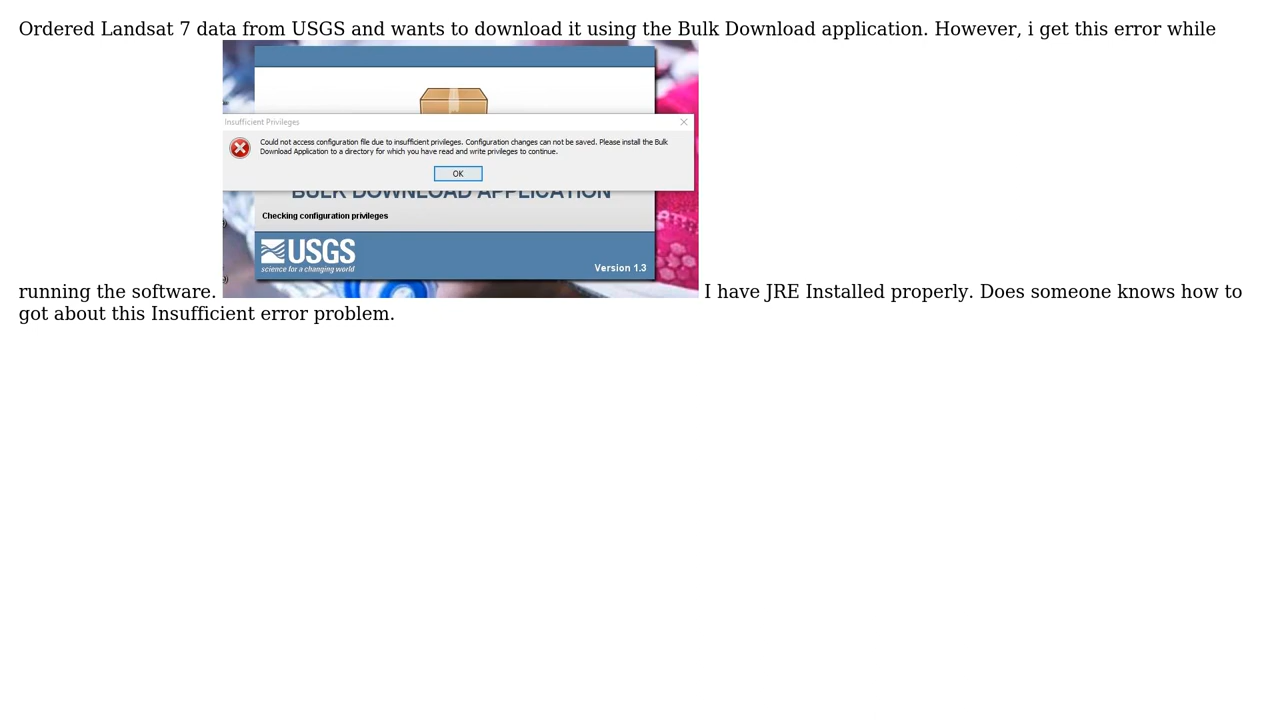 Ordered Landsat 7 data from USGS and wants to download it using the Bulk Download application. However, i get this error while
Insufficient Privileges
Could not access configuration file due to insufficient privileges. Configuration changes can not be saved. Please install the Bulk
Download Application to a directory for which you have read and write privileges to continue.
OK
BULK DOWNLOAD APPLICATION
Checking configuration privileges
USGS
science for a changing world
Version 1.3
running the software. I have JRE Installed properly. Does someone knows how to
got about this Insufficient error problem.